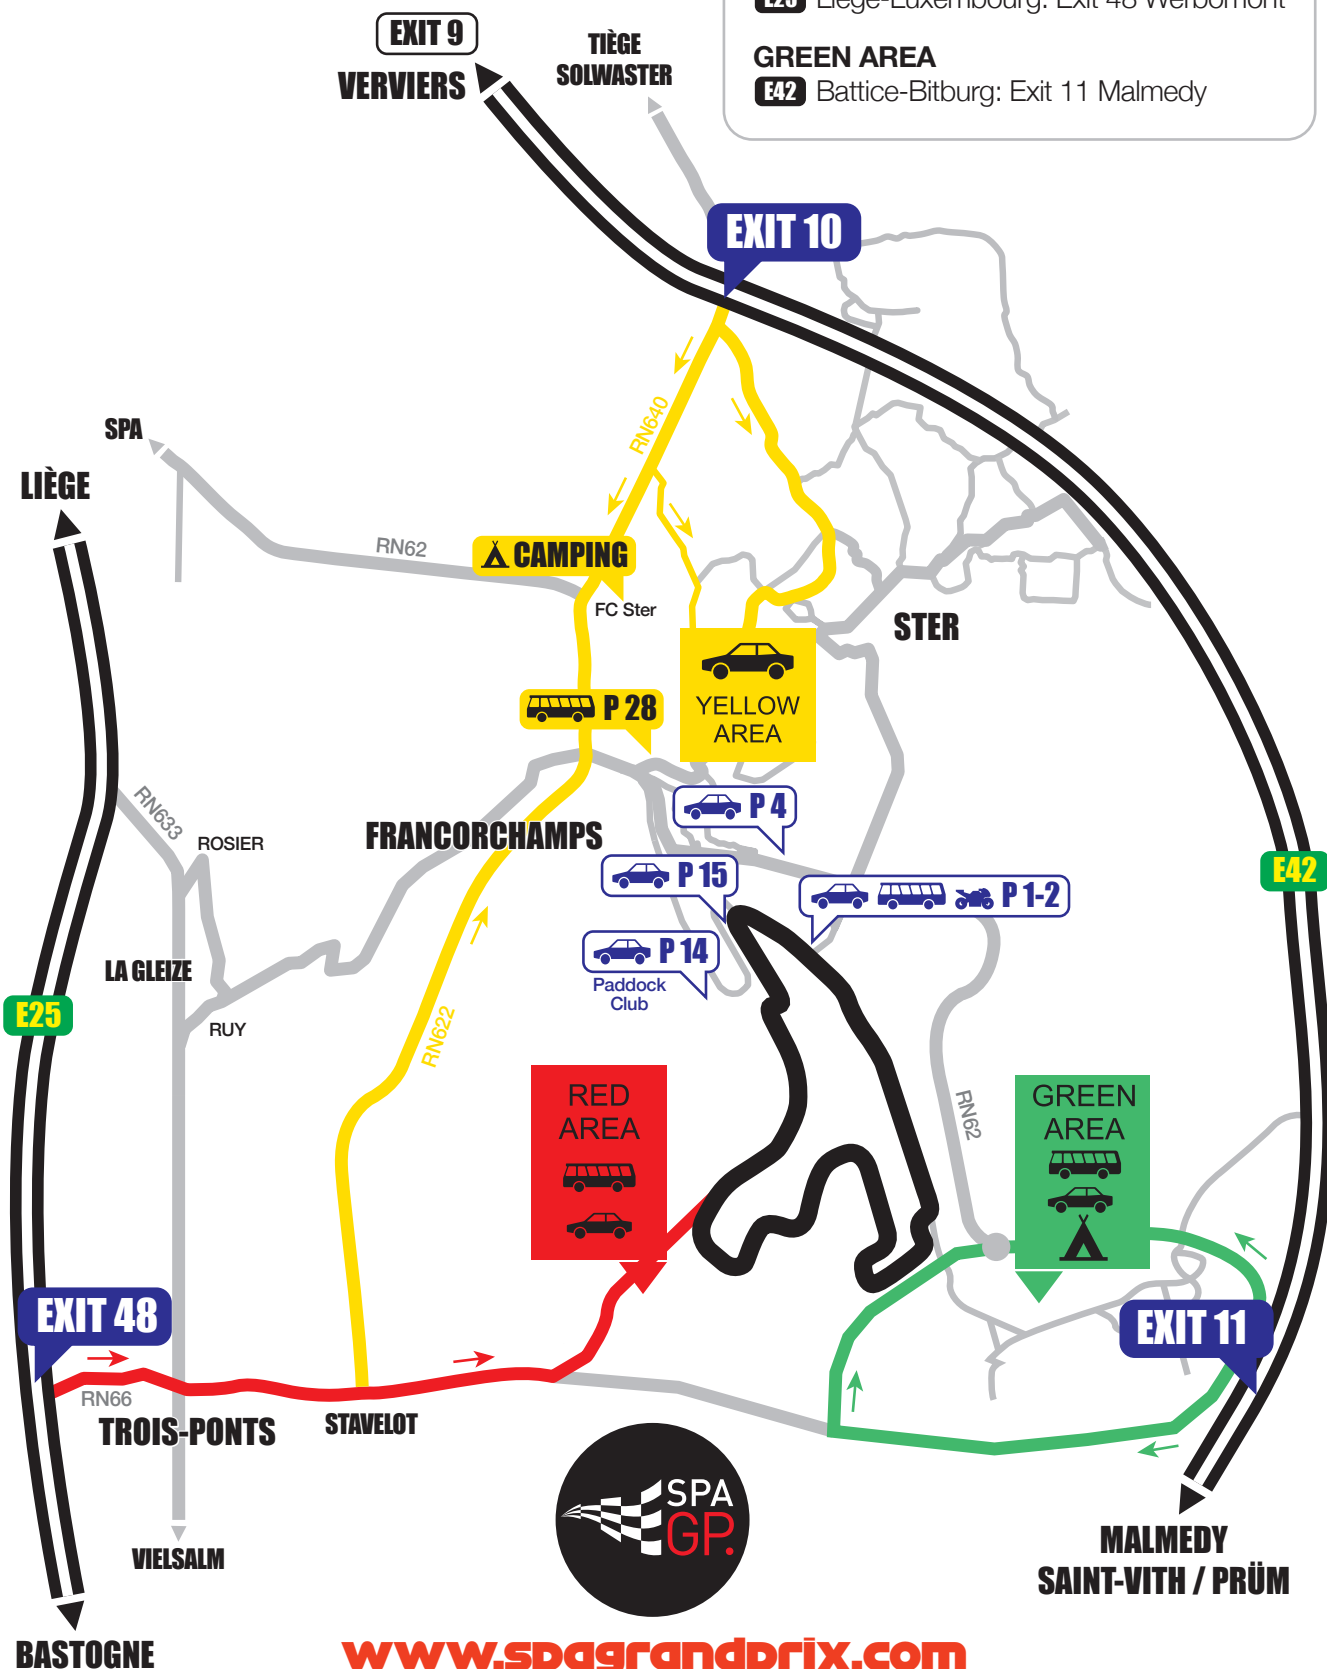 E25 Liège-Luxembourg: Exit 48 Werbomont
GREEN AREA
E42 Battice-Bitburg: Exit 11 Malmedy
EXIT 9
VERVIERS
TIÈGE
SOLWASTER
EXIT 10
RN640
SPA
LIÈGE
RN62
CAMPING
FC Ster
STER
YELLOW
AREA
P 28
RN633
ROSIER
FRANCORCHAMPS
P 4
P 15
P 1-2
E42
P 14
Paddock
Club
LA GLEIZE
E25
RUY
RN622
RED
AREA
RN62
GREEN
AREA
EXIT 48
EXIT 11
RN66
TROIS-PONTS
STAVELOT
SPA
GP.
VIELSALM
MALMEDY
SAINT-VITH / PRÜM
BASTOGNE
www.spagrandprix.com